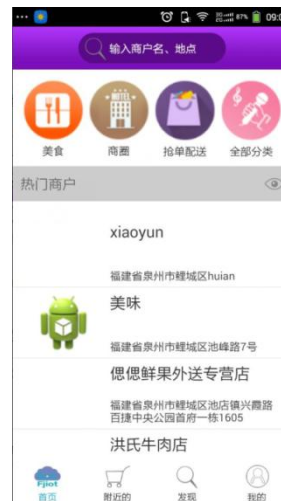 87% 09:0
输入商户名、地点
HOTEL
美食 商圈 抢单配送 全部分类
热门商户
xiaoyun
福建省泉州市鲤城区huian
美味
福建省泉州市鲤城区池峰路7号
偲偲鲜果外送专营店
福建省泉州市鲤城区池店镇兴霞路
百捷中央公园首府一栋1605
洪氏牛肉店
Fjiot
首页 附近的 发现 我的